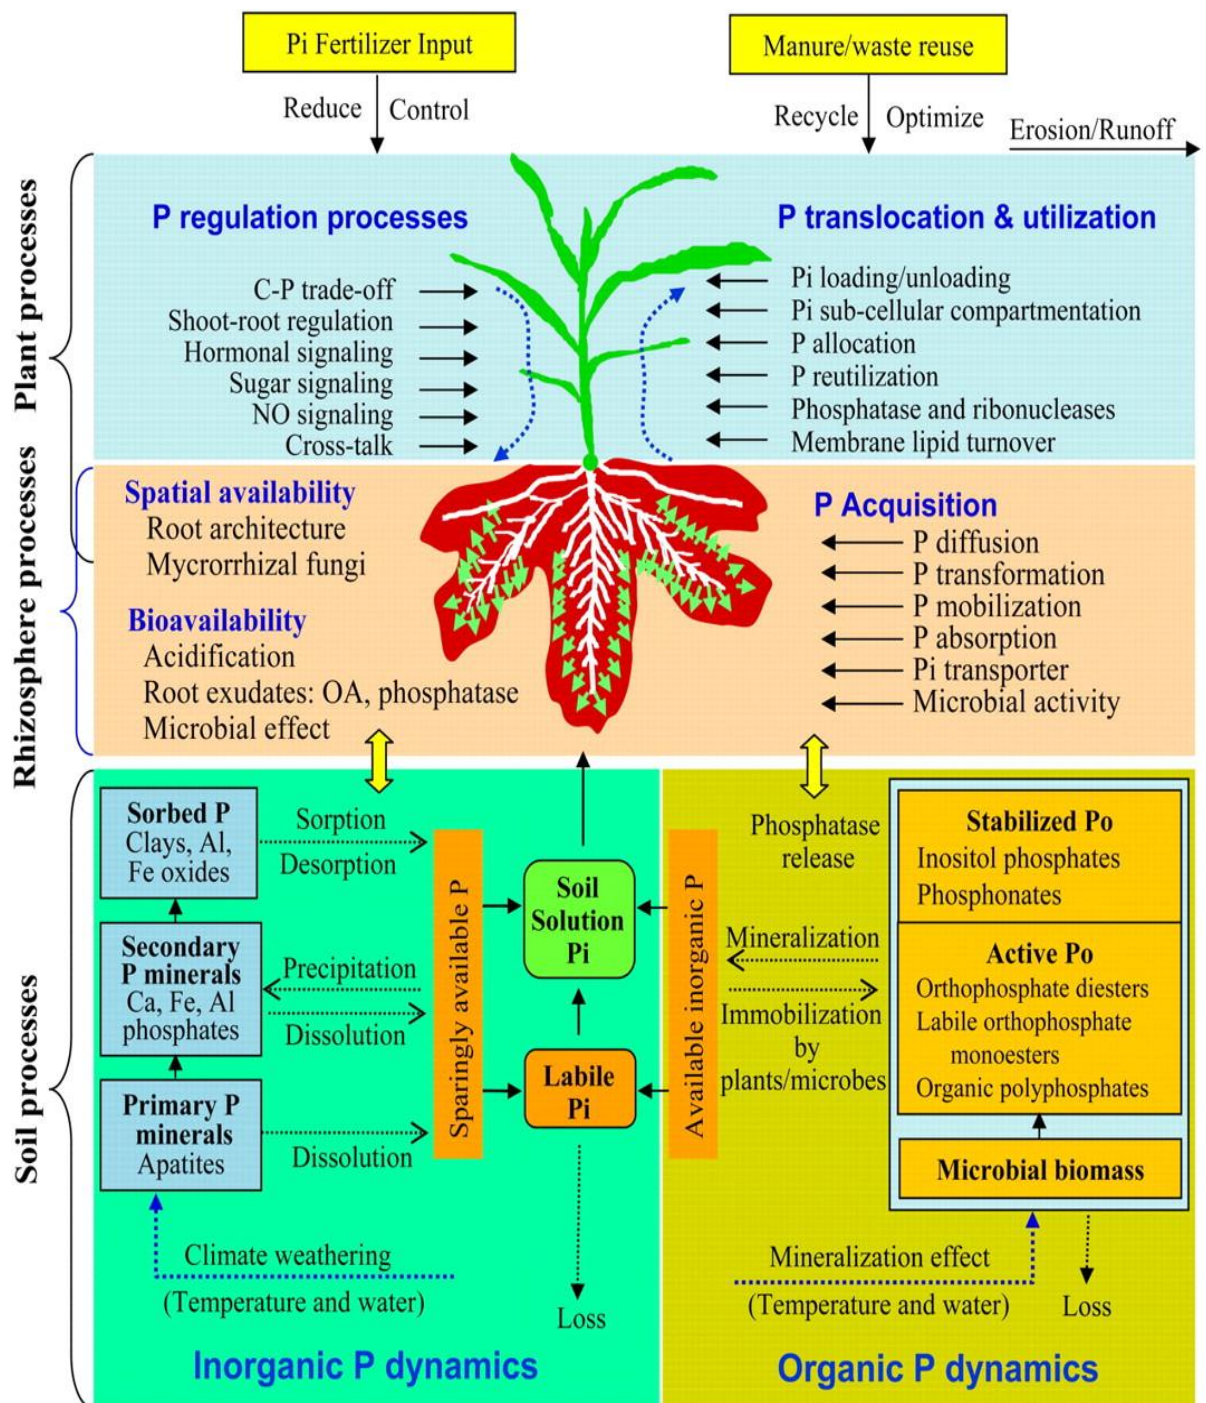 Pi Fertilizer Input
Manure/waste reuse
Reduce
Control
Recycle
Optimize
Erosion/Runoff
Plant processes
P regulation processes
C-P trade-off
Shoot-root regulation
Hormonal signaling
Sugar signaling
NO signaling
Cross-talk
P translocation & utilization
Pi loading/unloading
Pi sub-cellular compartmentation
P allocation
P reutilization
Phosphatase and ribonucleases
Membrane lipid turnover
Rhizosphere processes
Spatial availability
Root architecture
Mycrorrhizal fungi
Bioavailability
Acidification
Root exudates: OA, phosphatase
Microbial effect
P Acquisition
P diffusion
P transformation
P mobilization
P absorption
Pi transporter
Microbial activity
Soil processes
Sorbed P
Clays, Al,
Fe oxides
Sorption
Desorption
Secondary
P minerals
Ca, Fe, Al
phosphates
Precipitation
Dissolution
Primary P
minerals
Apatites
Dissolution
Sparingly available P
Soil
Solution
Pi
Labile
Pi
Available inorganic P
Climate weathering
(Temperature and water)
Loss
Inorganic P dynamics
Phosphatase
release
Mineralization
Immobilization
by
plants/microbes
Stabilized Po
Inositol phosphates
Phosphonates
Active Po
Orthophosphate diesters
Labile orthophosphate
monoesters
Organic polyphosphates
Microbial biomass
Mineralization effect
(Temperature and water)
Loss
Organic P dynamics